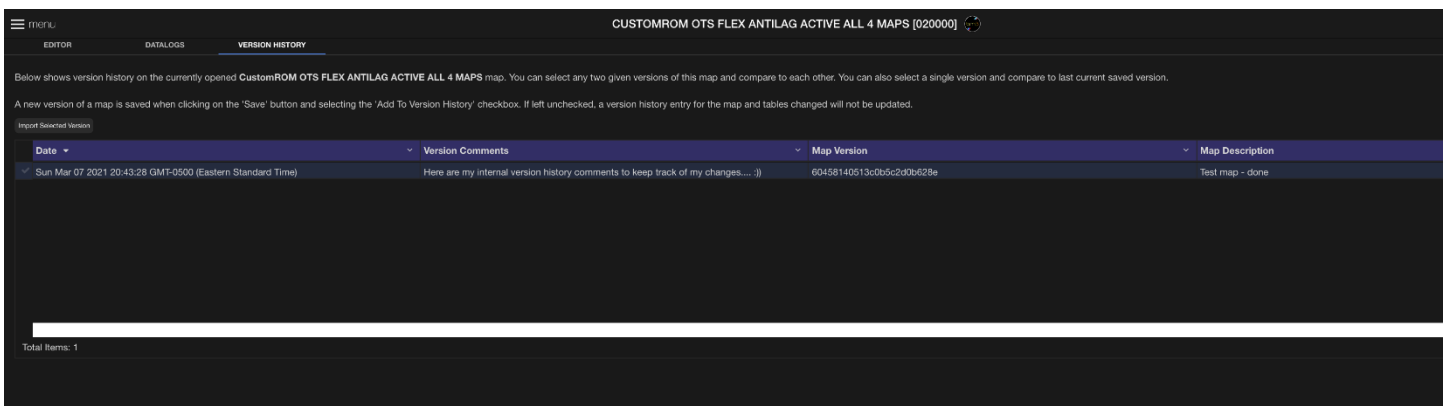 menu
CUSTOMROM OTS FLEX ANTILAG ACTIVE ALL 4 MAPS [020000]
EDITOR DATALOGS VERSION HISTORY
Below shows version history on the currently opened CustomROM OTS FLEX ANTILAG ACTIVE ALL 4 MAPS map. You can select any two given versions of this map and compare to each other. You can also select a single version and compare to last current saved version.
A new version of a map is saved when clicking on the 'Save' button and selecting the 'Add To Version History' checkbox. If left unchecked, a version history entry for the map and tables changed will not be updated.
Import Selected Version
Date Version Comments Map Version Map Description
Sun Mar 07 2021 20:43:28 GMT-0500 (Eastern Standard Time) Here are my internal version history comments to keep track of my changes.... :)) 60458140513c0b5c2d0b628e Test map - done
Total Items: 1